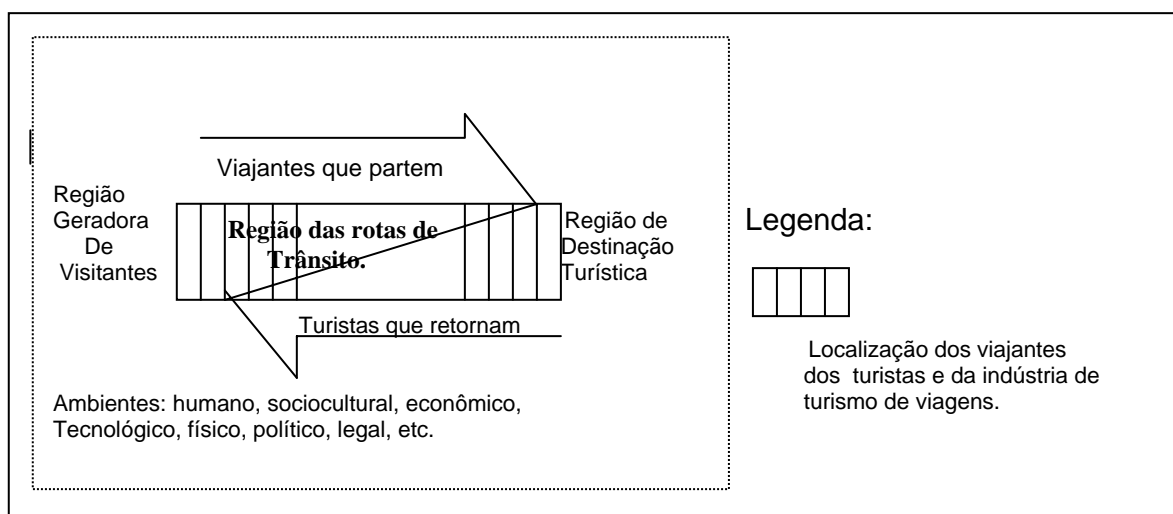 Viajantes que partem
Região
Geradora
De
Visitantes
Região das rotas de
Trânsito.
Região de
Destinação
Turística
Turistas que retornam
Ambientes: humano, sociocultural, econômico,
Tecnológico, físico, político, legal, etc.
Legenda:
Localização dos viajantes
dos turistas e da indústria de
turismo de viagens.